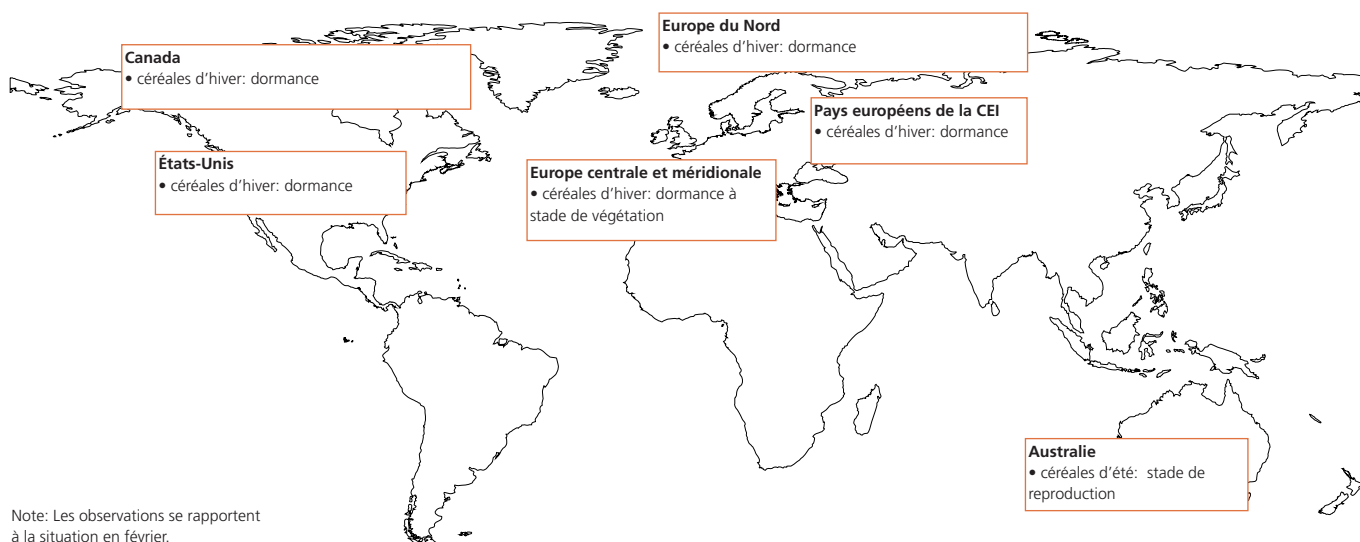 Europe du Nord
• céréales d'hiver: dormance
Canada
• céréales d'hiver: dormance
Pays européens de la CEI
• céréales d'hiver: dormance
États-Unis
• céréales d'hiver: dormance
Europe centrale et méridionale
• céréales d'hiver: dormance à
stade de végétation
Australie
• céréales d'été: stade de
reproduction
Note: Les observations se rapportent
à la situation en février.